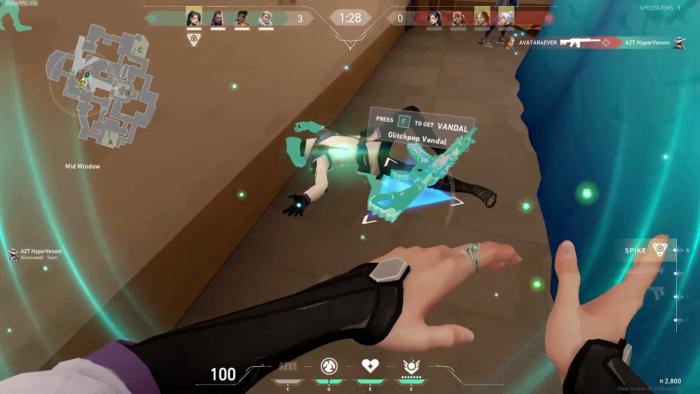 SPECTATORS 1
3
1:28
0
AVATAR4EVER AZT HyperVenom
C
B
A
Mid Window
PRESS F TO GET VANDAL
Glitchpop Vandal
AZT HyperVenom
SPIKE
100
C Q E X
2,800